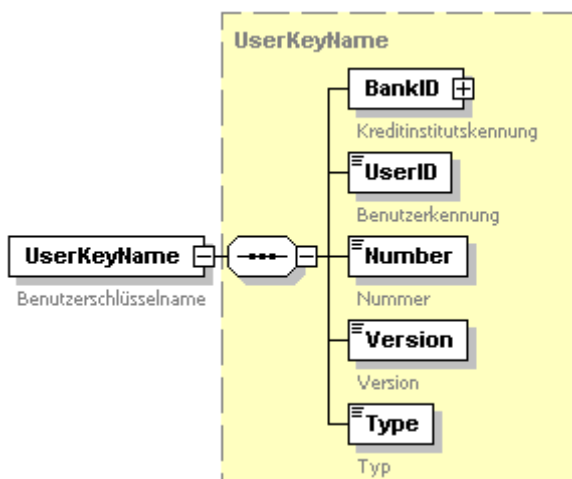 UserKeyName
BankID
Kreditinstitutskennung
UserID
Benutzerkennung
UserKeyName
Benutzerschlüsselname
Number
Nummer
Version
Version
Type
Typ